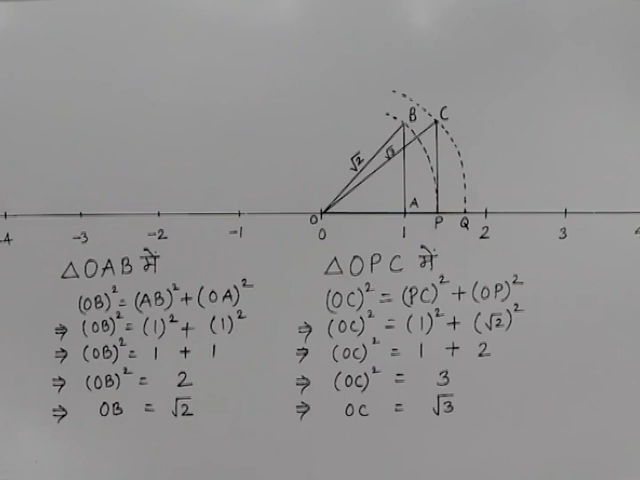 B C
√2 √3
O A P Q
-4 -3 -2 -1 0 1 2 3 4
△OAB में
(OB)² = (AB)² + (OA)²
⇒ (OB)² = (1)² + (1)²
⇒ (OB)² = 1 + 1
⇒ (OB)² = 2
⇒ OB = √2
△OPC में
(OC)² = (PC)² + (OP)²
⇒ (OC)² = (1)² + (√2)²
⇒ (OC)² = 1 + 2
⇒ (OC)² = 3
⇒ OC = √3